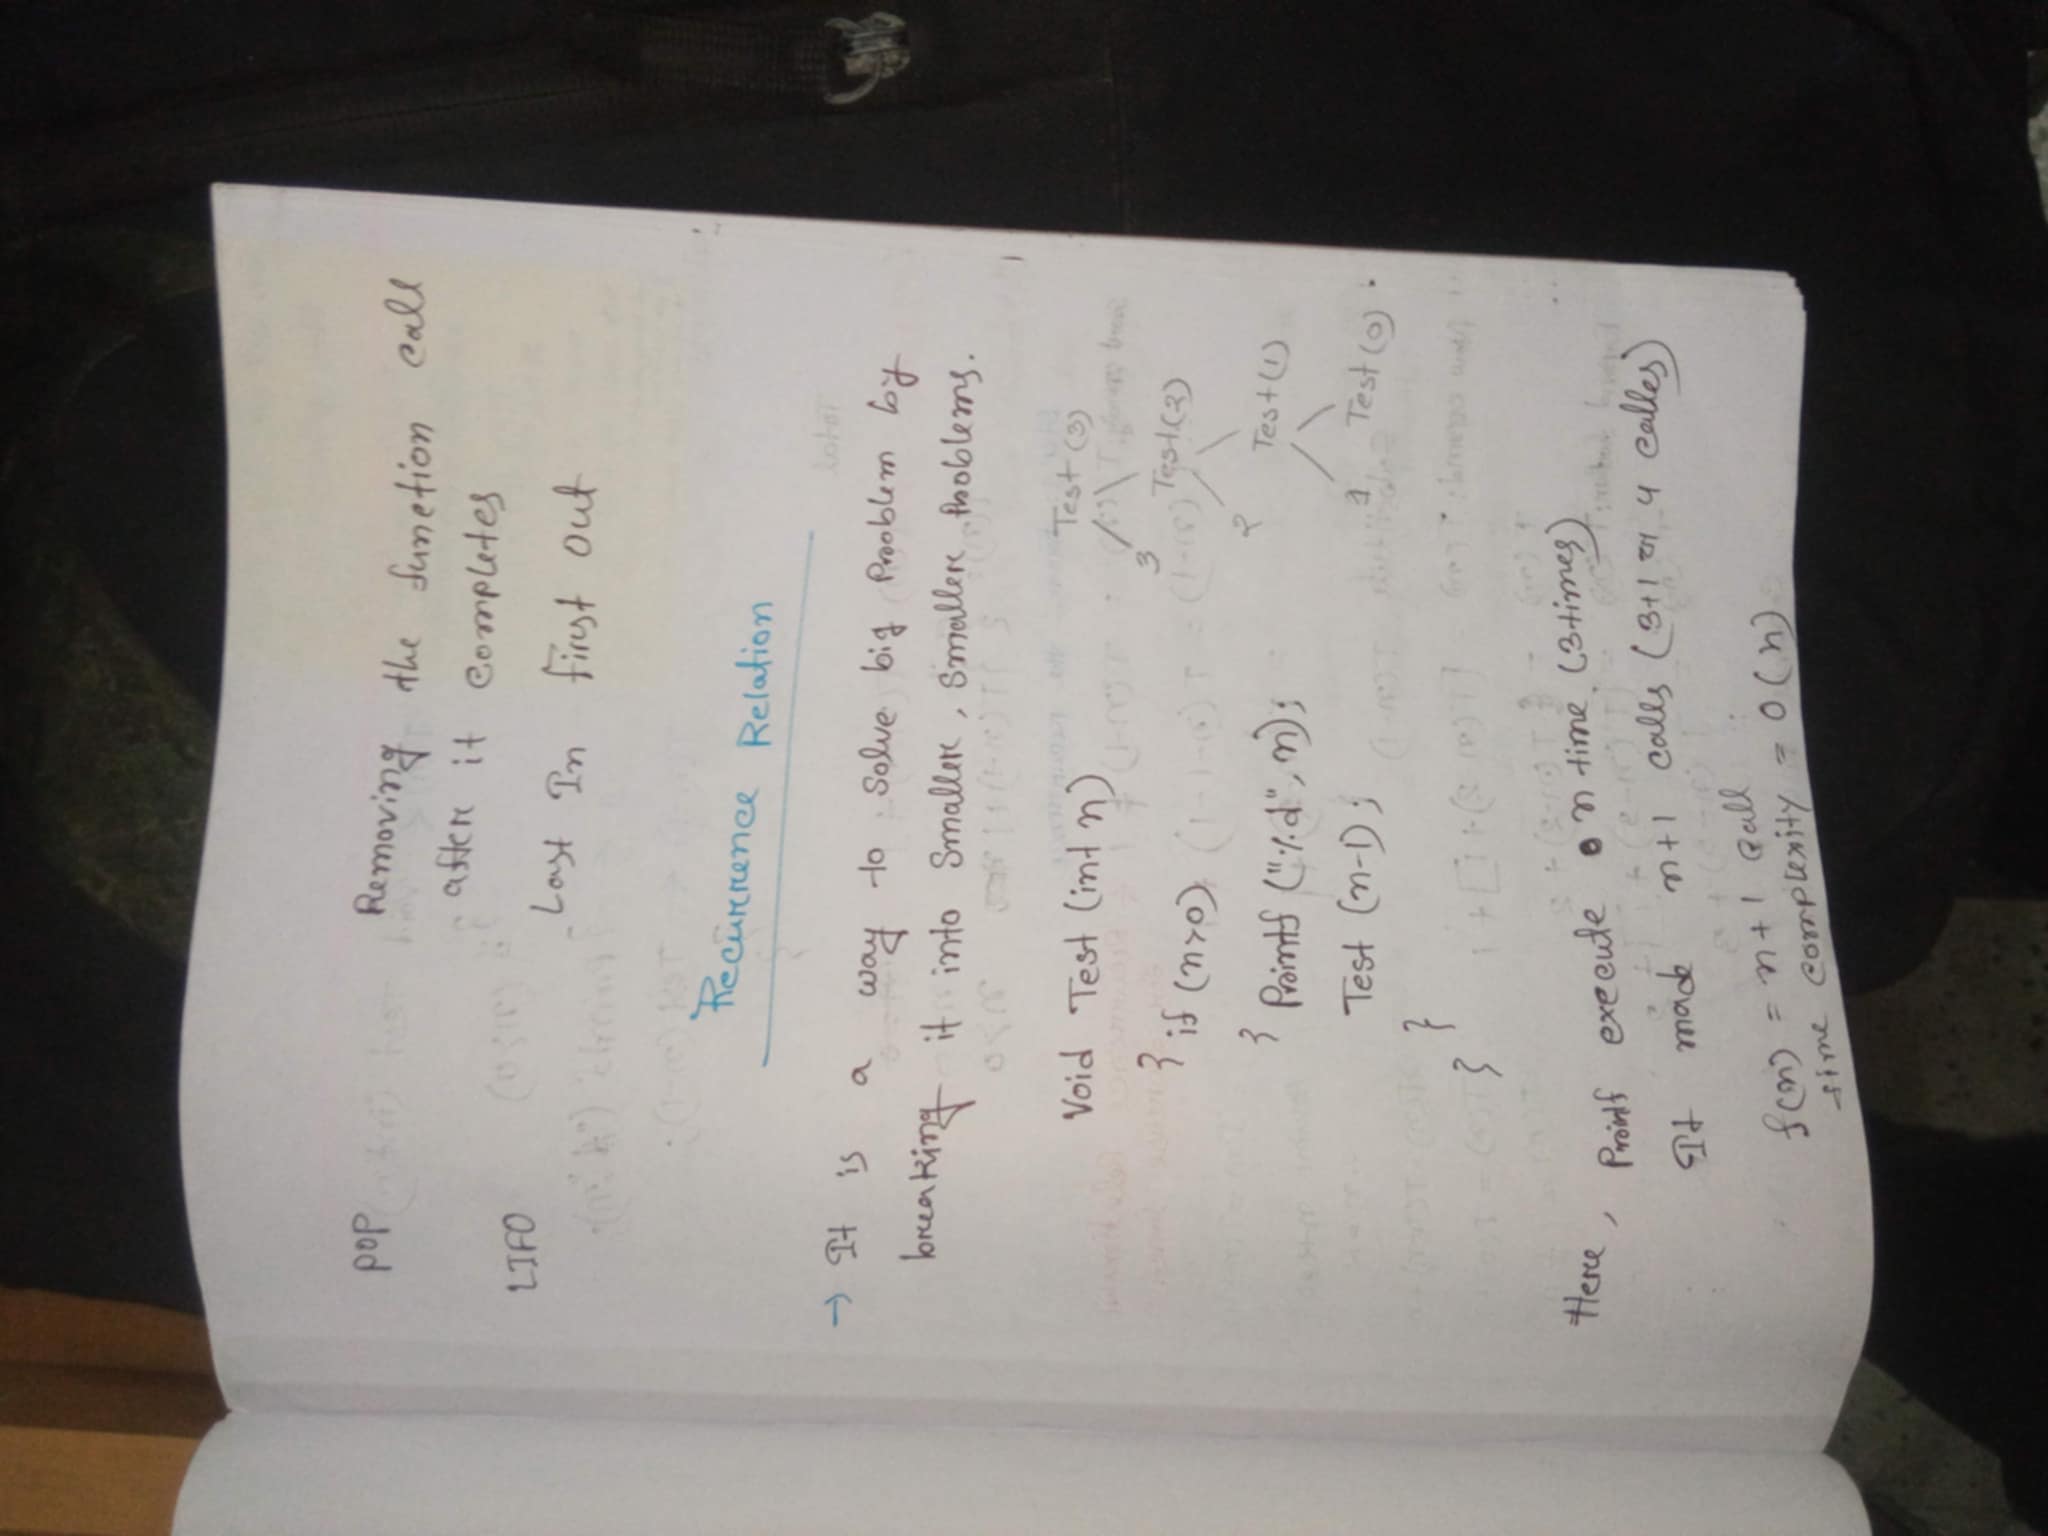 POP Removing the function call
after it completes
LIFO Last In first out
Recurrence Relation
→ It is a way to solve big Problem by
breaking it into smaller, smaller Problems.
Void Test (int n)
{ if (n>0)
{ Printf ("%d", n);
Test (n-1);
}
}
Test (3)
3 Test (2)
2 Test (1)
1 Test (0)
Here, Printf execute n time (3 times)
It made n+1 calls (3+1 या 4 calles)
f(n) = n+1 call
time complexity = O(n)